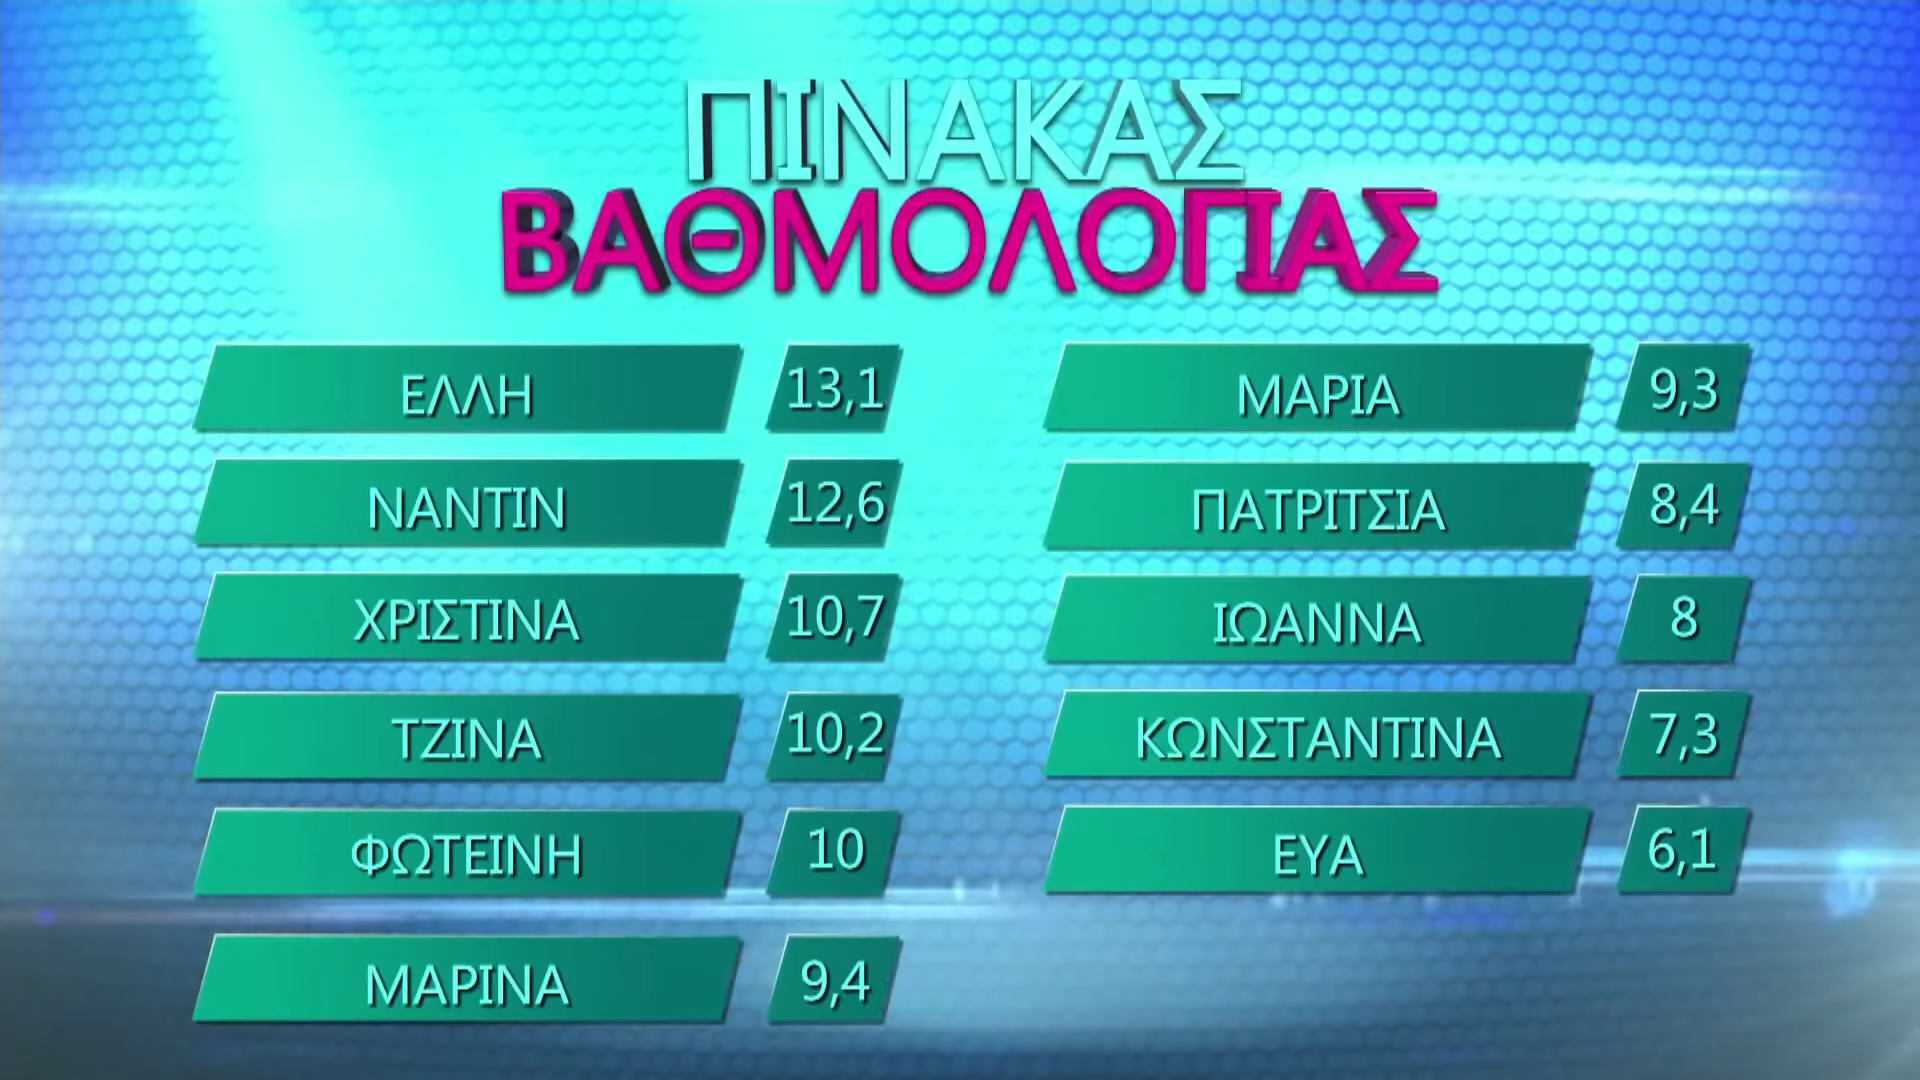 ΠΙΝΑΚΑΣ
ΒΑΘΜΟΛΟΓΙΑΣ
ΕΛΛΗ 13,1
ΝΑΝΤΙΝ 12,6
ΧΡΙΣΤΙΝΑ 10,7
ΤΖΙΝΑ 10,2
ΦΩΤΕΙΝΗ 10
ΜΑΡΙΝΑ 9,4
ΜΑΡΙΑ 9,3
ΠΑΤΡΙΤΣΙΑ 8,4
ΙΩΑΝΝΑ 8
ΚΩΝΣΤΑΝΤΙΝΑ 7,3
ΕΥΑ 6,1